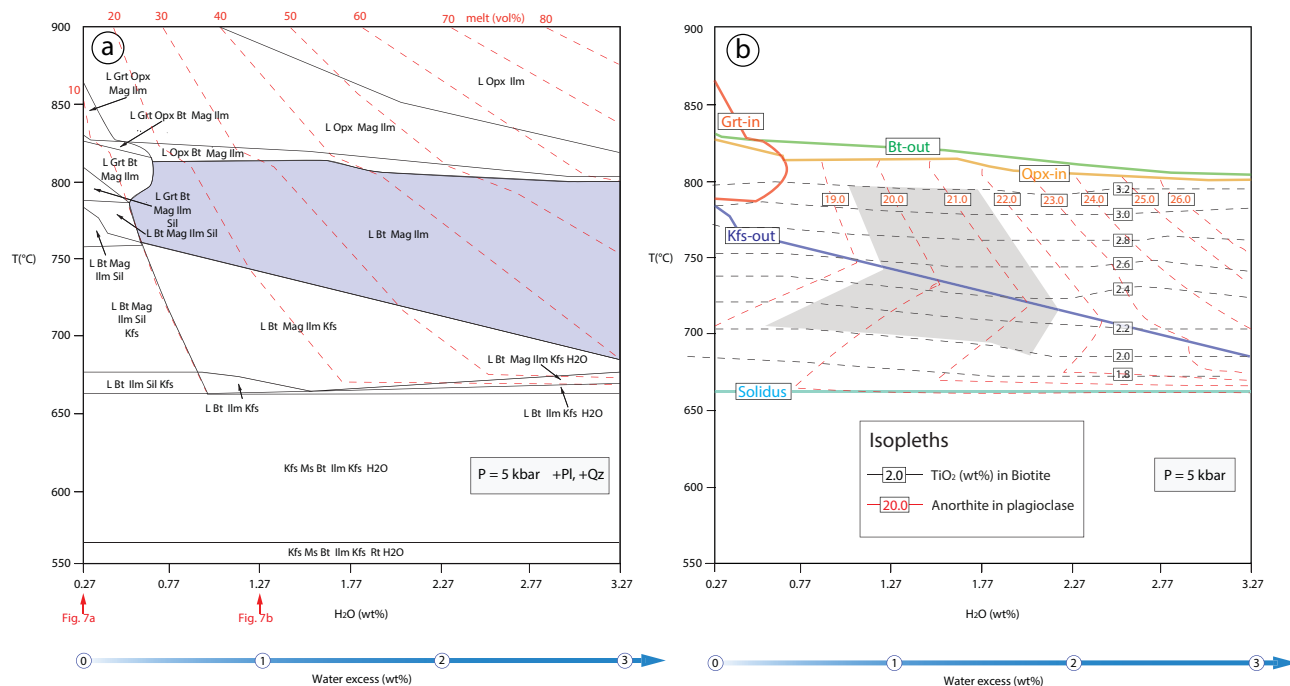 20 30 40 50 60 melt (vol%) 70 80
10
a
900
850
800
T(°C)
750
700
650
600
550
L Grt Opx
Mag Ilm
L Grt Opx Bt Mag Ilm
L Opx Ilm
L Opx Mag Ilm
L Opx Bt Mag Ilm
L Grt Bt
Mag Ilm
L Grt Bt
Mag Ilm
Sil
L Bt Mag Ilm Sil
L Bt Mag Ilm
L Bt Mag
Ilm Sil
L Bt Mag
Ilm Sil
Kfs
L Bt Mag Ilm Kfs
L Bt Mag Ilm Kfs H2O
L Bt Ilm Sil Kfs
L Bt Ilm Kfs
L Bt Ilm Kfs H2O
Kfs Ms Bt Ilm Kfs H2O
P = 5 kbar +Pl, +Qz
Kfs Ms Bt Ilm Kfs Rt H2O
0.27 0.77 1.27 1.77 2.27 2.77 3.27
Fig. 7a
Fig. 7b
H2O (wt%)
0 1 2 3
Water excess (wt%)
b
900
850
800
T(°C)
750
700
650
600
550
Grt-in
Bt-out
Opx-in
Kfs-out
Solidus
19.0 20.0 21.0 22.0 23.0 24.0 25.0 26.0
3.2
3.0
2.8
2.6
2.4
2.2
2.0
1.8
Isopleths
2.0 TiO2 (wt%) in Biotite
20.0 Anorthite in plagioclase
P = 5 kbar
0.27 0.77 1.27 1.77 2.27 2.77 3.27
H2O (wt%)
0 1 2 3
Water excess (wt%)